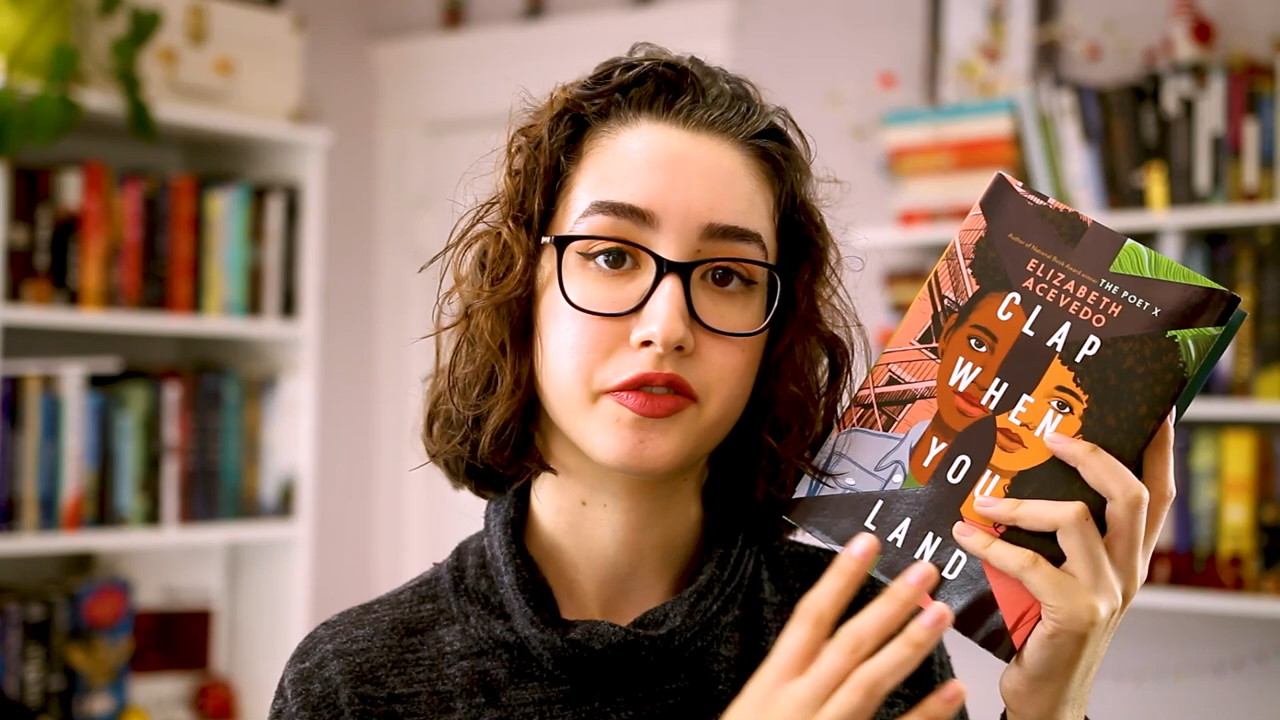 Author of National Book Award winner THE POET X
ELIZABETH
ACEVEDO
CLAP
WHEN
YOU
LAND